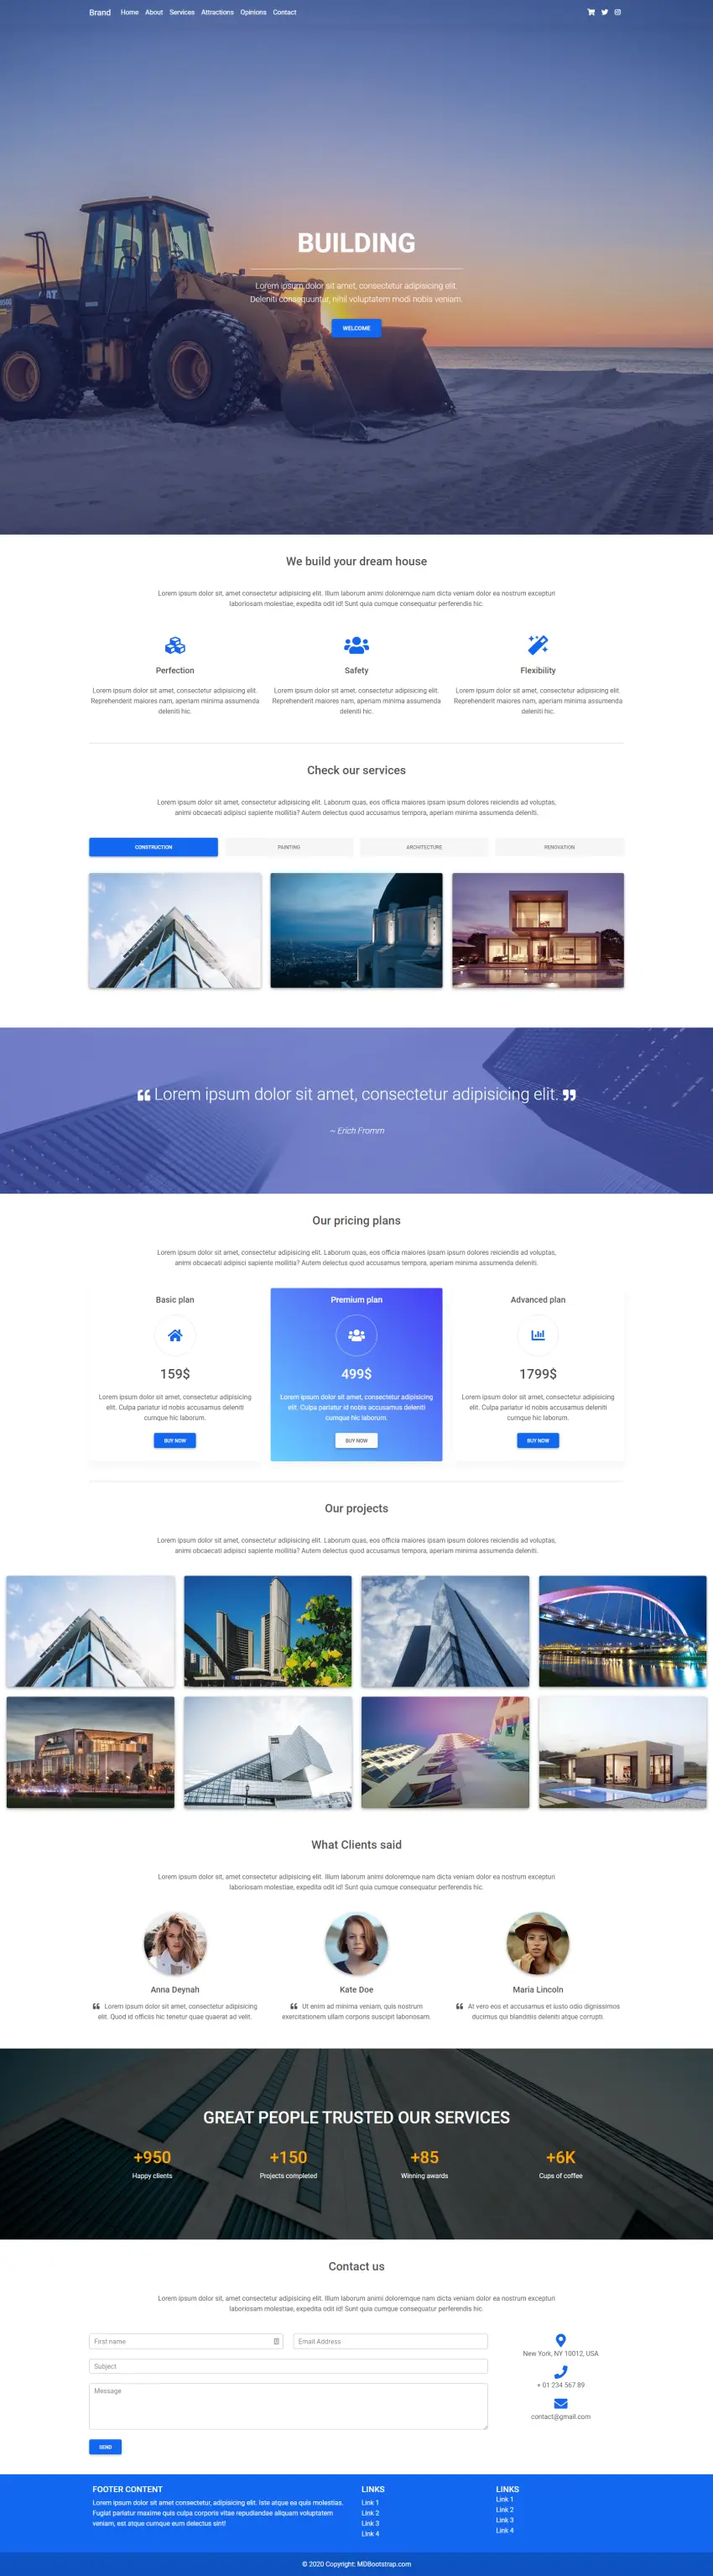 Brand Home About Services Attractions Opinions Contact
CAT
BUILDING
Lorem ipsum dolor sit amet, consectetur adipisicing elit.
Deleniti consequuntur, nihil voluptatem modi nobis veniam.
WELCOME
We build your dream house
Lorem ipsum dolor sit, amet consectetur adipisicing elit. Illum laborum animi doloremque nam dicta veniam dolor ea nostrum excepturi
laboriosam molestiae, expedita odit id! Sunt quia cumque consequatur perferendis hic.
Perfection
Lorem ipsum dolor sit amet, consectetur adipisicing elit.
Reprehenderit maiores nam, aperiam minima assumenda
deleniti hic.
Safety
Lorem ipsum dolor sit amet, consectetur adipisicing elit.
Reprehenderit maiores nam, aperiam minima assumenda
deleniti hic.
Flexibility
Lorem ipsum dolor sit amet, consectetur adipisicing elit.
Reprehenderit maiores nam, aperiam minima assumenda
deleniti hic.
Check our services
Lorem ipsum dolor sit amet, consectetur adipisicing elit. Laborum quas, eos officia maiores ipsam ipsum dolores reiciendis ad voluptas,
animi obcaecati adipisci sapiente mollitia? Autem delectus quod accusamus tempora, aperiam minima assumenda deleniti.
CONSTRUCTION PAINTING ARCHITECTURE RENOVATION
❝ Lorem ipsum dolor sit amet, consectetur adipisicing elit. ❞
~ Erich Fromm
Our pricing plans
Lorem ipsum dolor sit amet, consectetur adipisicing elit. Laborum quas, eos officia maiores ipsam ipsum dolores reiciendis ad voluptas,
animi obcaecati adipisci sapiente mollitia? Autem delectus quod accusamus tempora, aperiam minima assumenda deleniti.
Basic plan
159$
Lorem ipsum dolor sit amet, consectetur adipisicing
elit. Culpa pariatur id nobis accusamus deleniti
cumque hic laborum.
BUY NOW
Premium plan
499$
Lorem ipsum dolor sit amet, consectetur adipisicing
elit. Culpa pariatur id nobis accusamus deleniti
cumque hic laborum.
BUY NOW
Advanced plan
1799$
Lorem ipsum dolor sit amet, consectetur adipisicing
elit. Culpa pariatur id nobis accusamus deleniti
cumque hic laborum.
BUY NOW
Our projects
Lorem ipsum dolor sit amet, consectetur adipisicing elit. Laborum quas, eos officia maiores ipsam ipsum dolores reiciendis ad voluptas,
animi obcaecati adipisci sapiente mollitia? Autem delectus quod accusamus tempora, aperiam minima assumenda deleniti.
What Clients said
Lorem ipsum dolor sit, amet consectetur adipisicing elit. Illum laborum animi doloremque nam dicta veniam dolor ea nostrum excepturi
laboriosam molestiae, expedita odit id! Sunt quia cumque consequatur perferendis hic.
Anna Deynah
❝ Lorem ipsum dolor sit amet, consectetur adipisicing
elit. Quod id officiis hic tenetur quae quaerat ad velit.
Kate Doe
❝ Ut enim ad minima veniam, quis nostrum
exercitationem ullam corporis suscipit laboriosam.
Maria Lincoln
❝ At vero eos et accusamus et iusto odio dignissimos
ducimus qui blanditiis deleniti atque corrupti.
GREAT PEOPLE TRUSTED OUR SERVICES
+950 +150 +85 +6K
Happy clients Projects completed Winning awards Cups of coffee
Contact us
Lorem ipsum dolor sit, amet consectetur adipisicing elit. Illum laborum animi doloremque nam dicta veniam dolor ea nostrum excepturi
laboriosam molestiae, expedita odit id! Sunt quia cumque consequatur perferendis hic.
First name
Email Address
Subject
Message
SEND
New York, NY 10012, USA
+ 01 234 567 89
contact@gmail.com
FOOTER CONTENT
Lorem ipsum dolor sit amet consectetur, adipisicing elit. Iste atque ea quis molestias.
Fugiat pariatur maxime quis culpa corporis vitae repudiandae aliquam voluptatem
veniam, est atque cumque eum delectus sint!
LINKS
Link 1
Link 2
Link 3
Link 4
LINKS
Link 1
Link 2
Link 3
Link 4
© 2020 Copyright: MDBootstrap.com